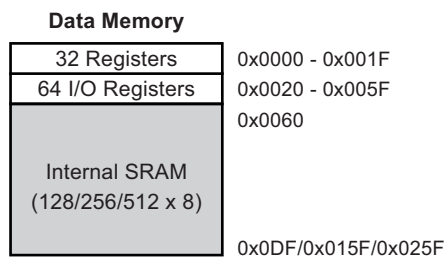 Data Memory
32 Registers 0x0000 - 0x001F
64 I/O Registers 0x0020 - 0x005F
0x0060
Internal SRAM
(128/256/512 x 8)
0x0DF/0x015F/0x025F